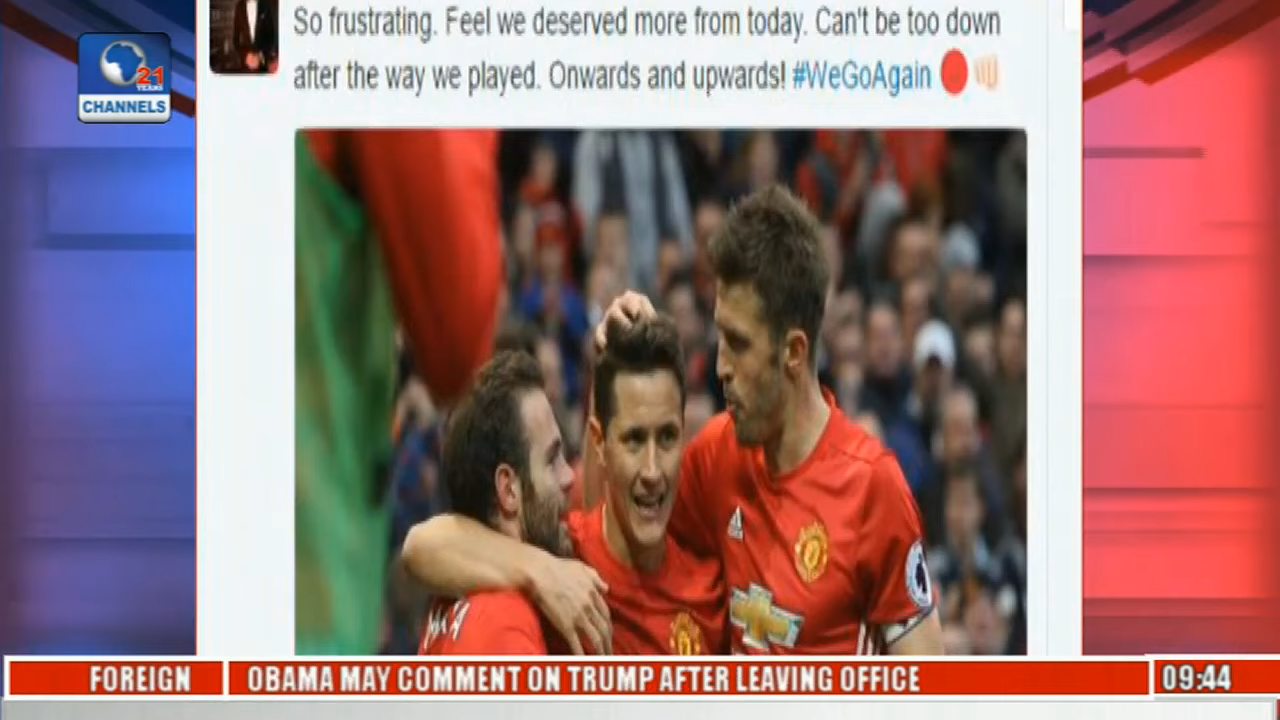 So frustrating. Feel we deserved more from today. Can't be too down
after the way we played. Onwards and upwards! #WeGoAgain
21
YEARS
CHANNELS
MATA
FOREIGN
OBAMA MAY COMMENT ON TRUMP AFTER LEAVING OFFICE
09:44